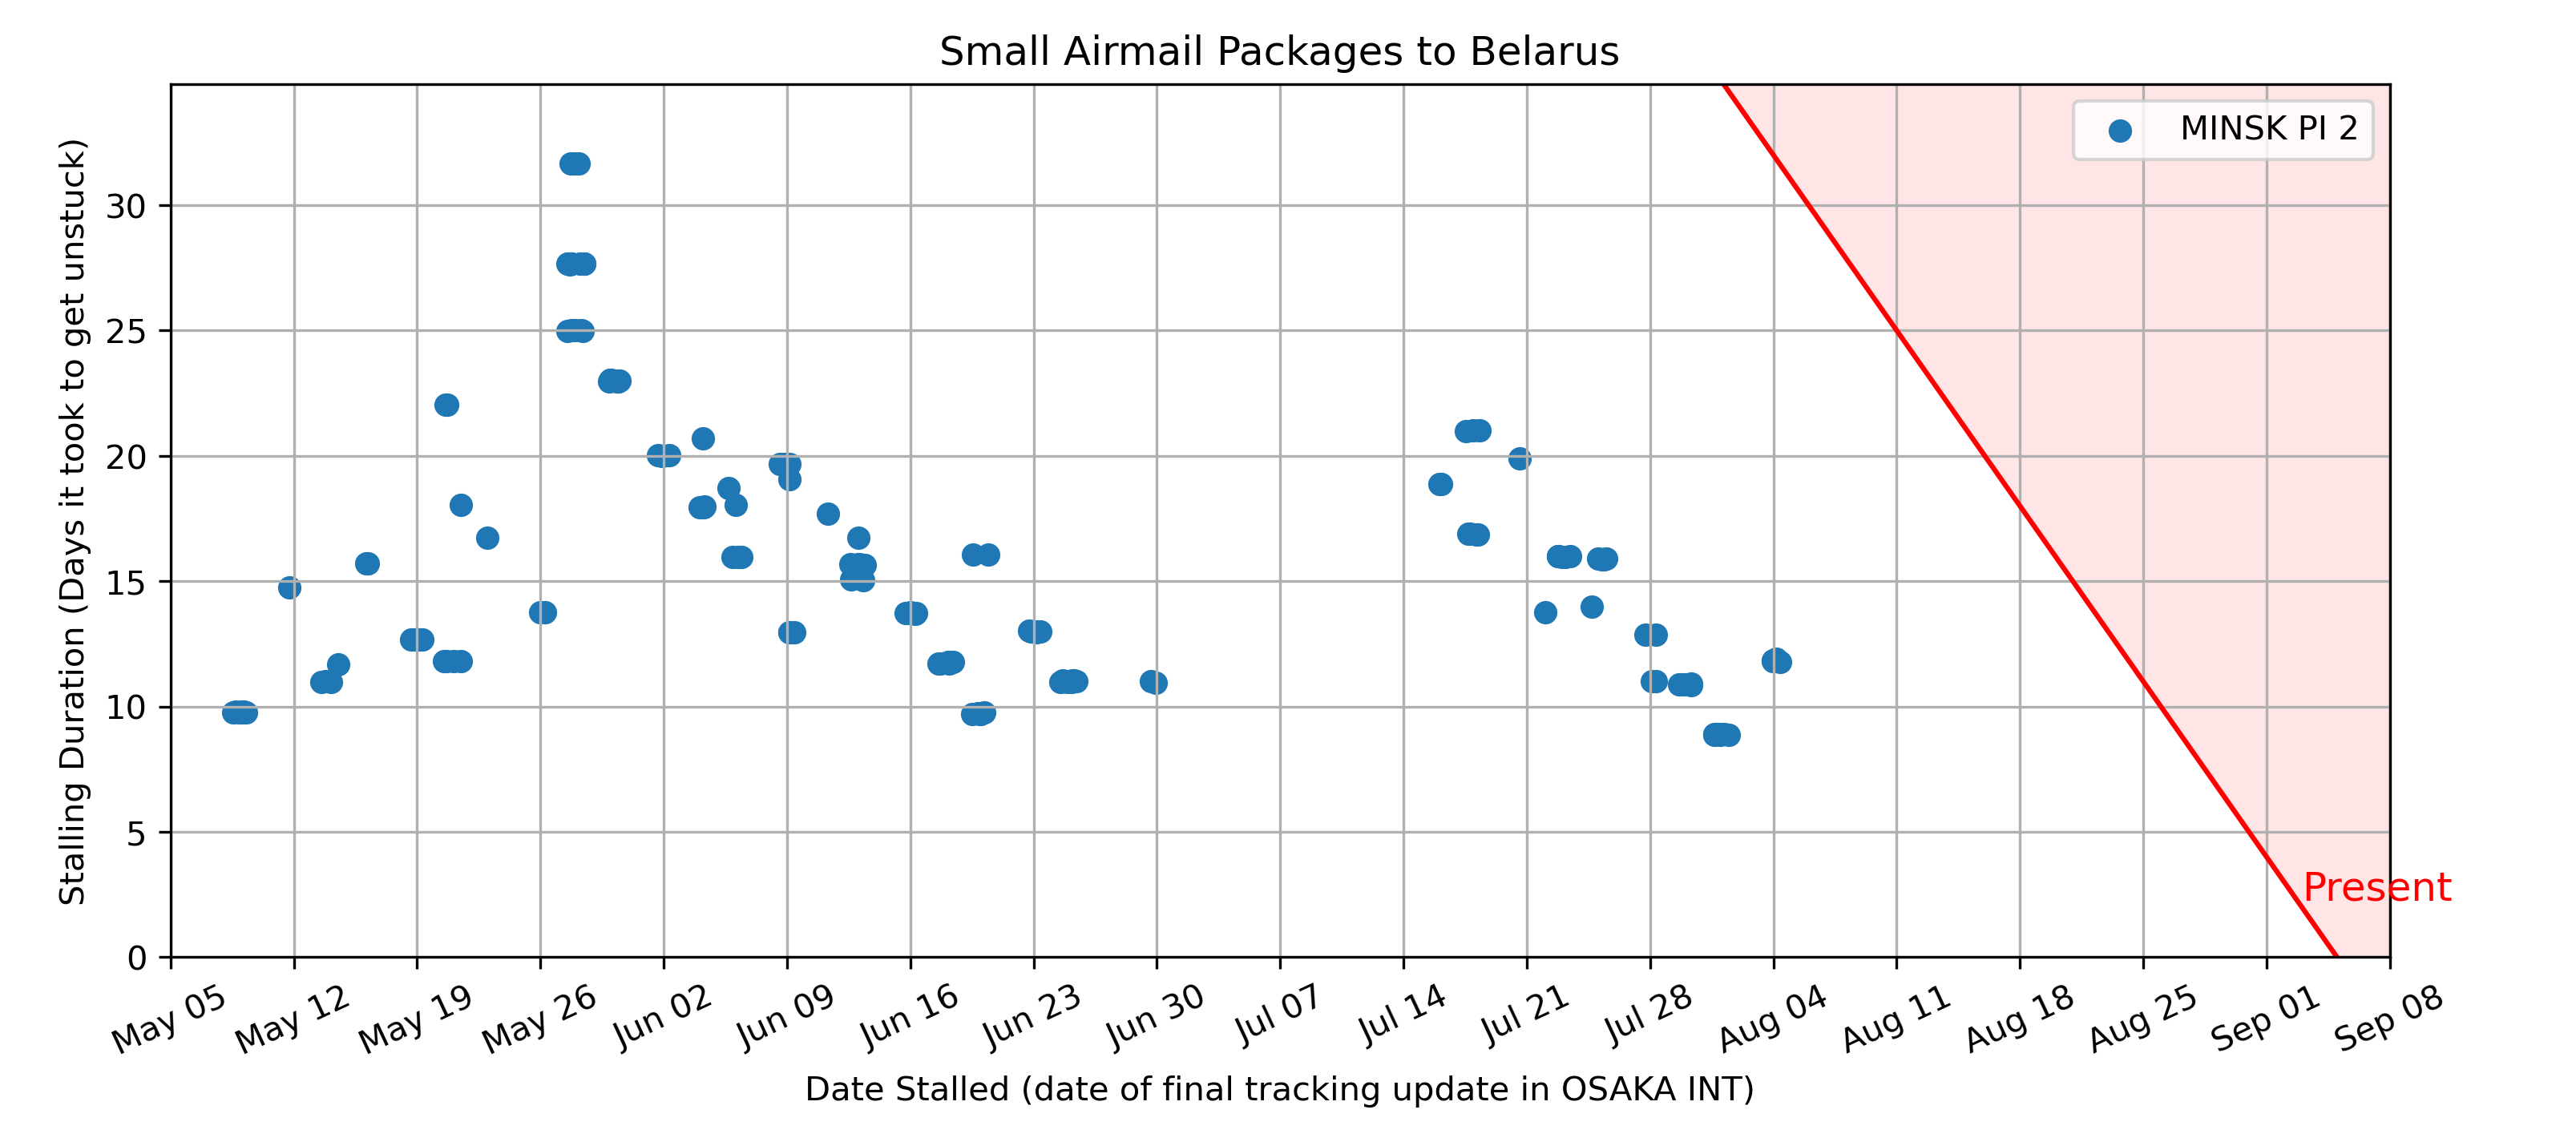 Small Airmail Packages to Belarus
MINSK PI 2
Stalling Duration (Days it took to get unstuck)
30
25
20
15
10
5
0
Present
May 05
May 12
May 19
May 26
Jun 02
Jun 09
Jun 16
Jun 23
Jun 30
Jul 07
Jul 14
Jul 21
Jul 28
Aug 04
Aug 11
Aug 18
Aug 25
Sep 01
Sep 08
Date Stalled (date of final tracking update in OSAKA INT)